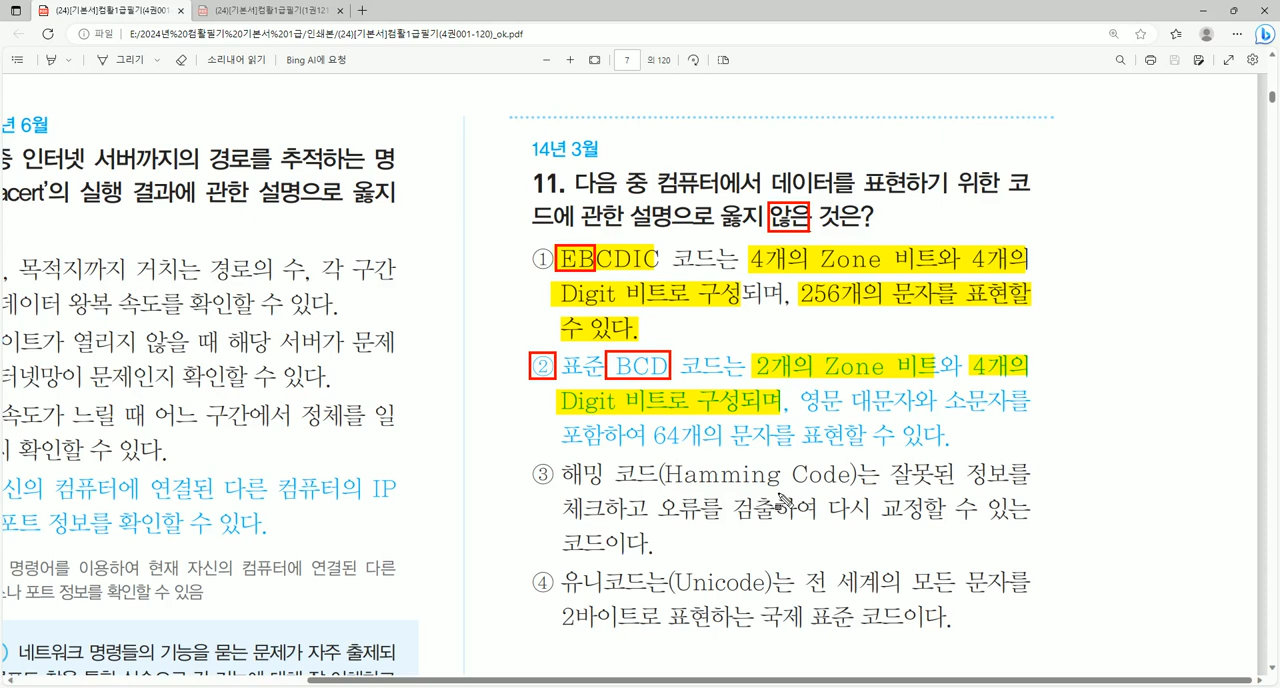 (24)[기본서]컴활1급필기(4권001
(24)[기본서]컴활1급필기(1권121
파일
E:/2024년%20컴활필기%20기본서%201급/인쇄본/(24)[기본서]컴활1급필기(4권001-120)_ok.pdf
그리기
소리내어 읽기
Bing AI에 요청
7
의 120
년 6월
중 인터넷 서버까지의 경로를 추적하는 명
acert'의 실행 결과에 관한 설명으로 옳지
, 목적지까지 거치는 경로의 수, 각 구간
데이터 왕복 속도를 확인할 수 있다.
이트가 열리지 않을 때 해당 서버가 문제
터넷망이 문제인지 확인할 수 있다.
속도가 느릴 때 어느 구간에서 정체를 일
확인할 수 있다.
신의 컴퓨터에 연결된 다른 컴퓨터의 IP
포트 정보를 확인할 수 있다.
명령어를 이용하여 현재 자신의 컴퓨터에 연결된 다른
소나 포트 정보를 확인할 수 있음
네트워크 명령들의 기능을 묻는 문제가 자주 출제되
14년 3월
11. 다음 중 컴퓨터에서 데이터를 표현하기 위한 코
드에 관한 설명으로 옳지 않은 것은?
① EBCDIC 코드는 4개의 Zone 비트와 4개의
Digit 비트로 구성되며, 256개의 문자를 표현할
수 있다.
② 표준 BCD 코드는 2개의 Zone 비트와 4개의
Digit 비트로 구성되며, 영문 대문자와 소문자를
포함하여 64개의 문자를 표현할 수 있다.
③ 해밍 코드(Hamming Code)는 잘못된 정보를
체크하고 오류를 검출하여 다시 교정할 수 있는
코드이다.
④ 유니코드는(Unicode)는 전 세계의 모든 문자를
2바이트로 표현하는 국제 표준 코드이다.